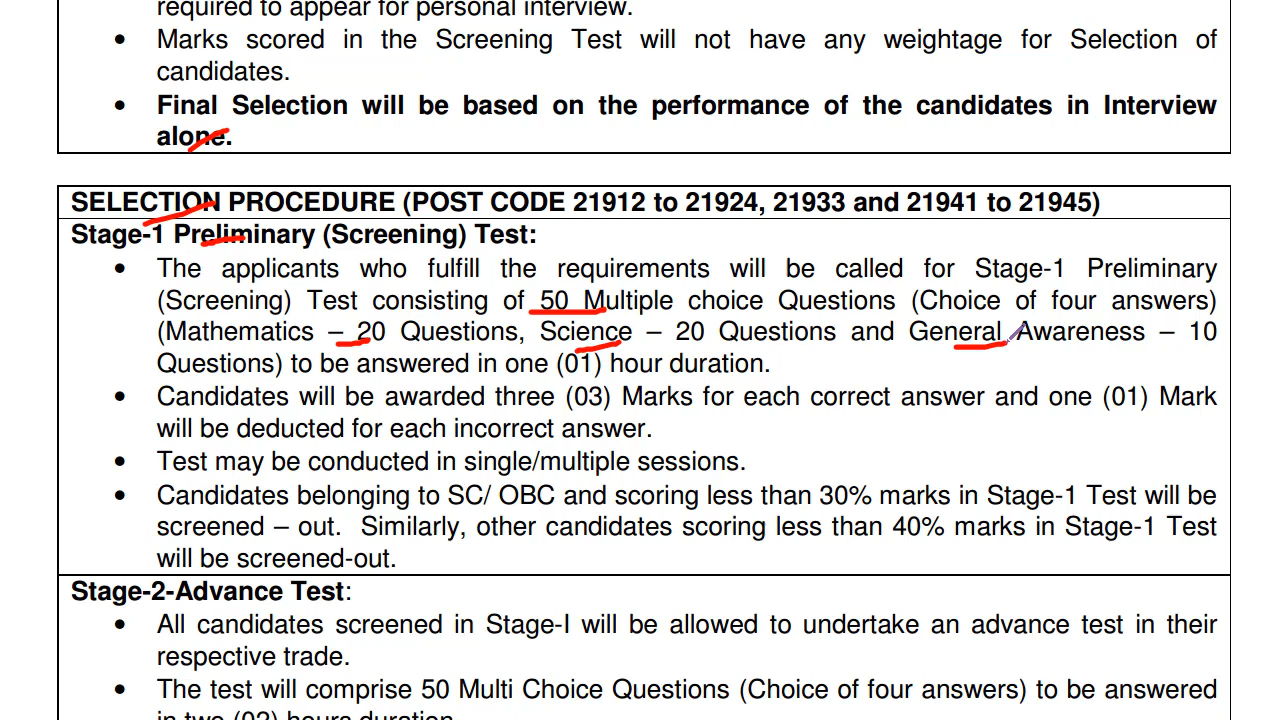 required to appear for personal interview.
• Marks scored in the Screening Test will not have any weightage for Selection of
candidates.
• Final Selection will be based on the performance of the candidates in Interview
alone.
SELECTION PROCEDURE (POST CODE 21912 to 21924, 21933 and 21941 to 21945)
Stage-1 Preliminary (Screening) Test:
• The applicants who fulfill the requirements will be called for Stage-1 Preliminary
(Screening) Test consisting of 50 Multiple choice Questions (Choice of four answers)
(Mathematics – 20 Questions, Science – 20 Questions and General Awareness – 10
Questions) to be answered in one (01) hour duration.
• Candidates will be awarded three (03) Marks for each correct answer and one (01) Mark
will be deducted for each incorrect answer.
• Test may be conducted in single/multiple sessions.
• Candidates belonging to SC/ OBC and scoring less than 30% marks in Stage-1 Test will be
screened – out. Similarly, other candidates scoring less than 40% marks in Stage-1 Test
will be screened-out.
Stage-2-Advance Test:
• All candidates screened in Stage-I will be allowed to undertake an advance test in their
respective trade.
• The test will comprise 50 Multi Choice Questions (Choice of four answers) to be answered
in two (02) hours duration